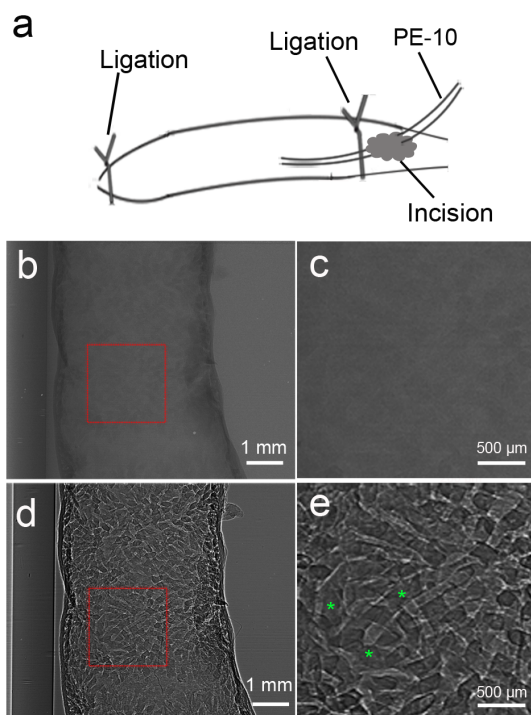 a
Ligation
Ligation
PE-10
Incision
b
1 mm
c
500 µm
d
1 mm
e
* * *
500 µm